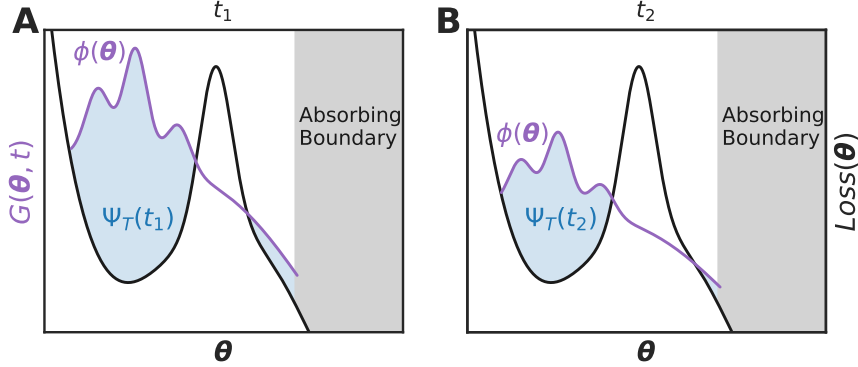 A
t₁
ϕ(θ)
Absorbing
Boundary
G(θ, t)
Ψ_T(t₁)
θ
B
t₂
ϕ(θ)
Absorbing
Boundary
Loss(θ)
Ψ_T(t₂)
θ